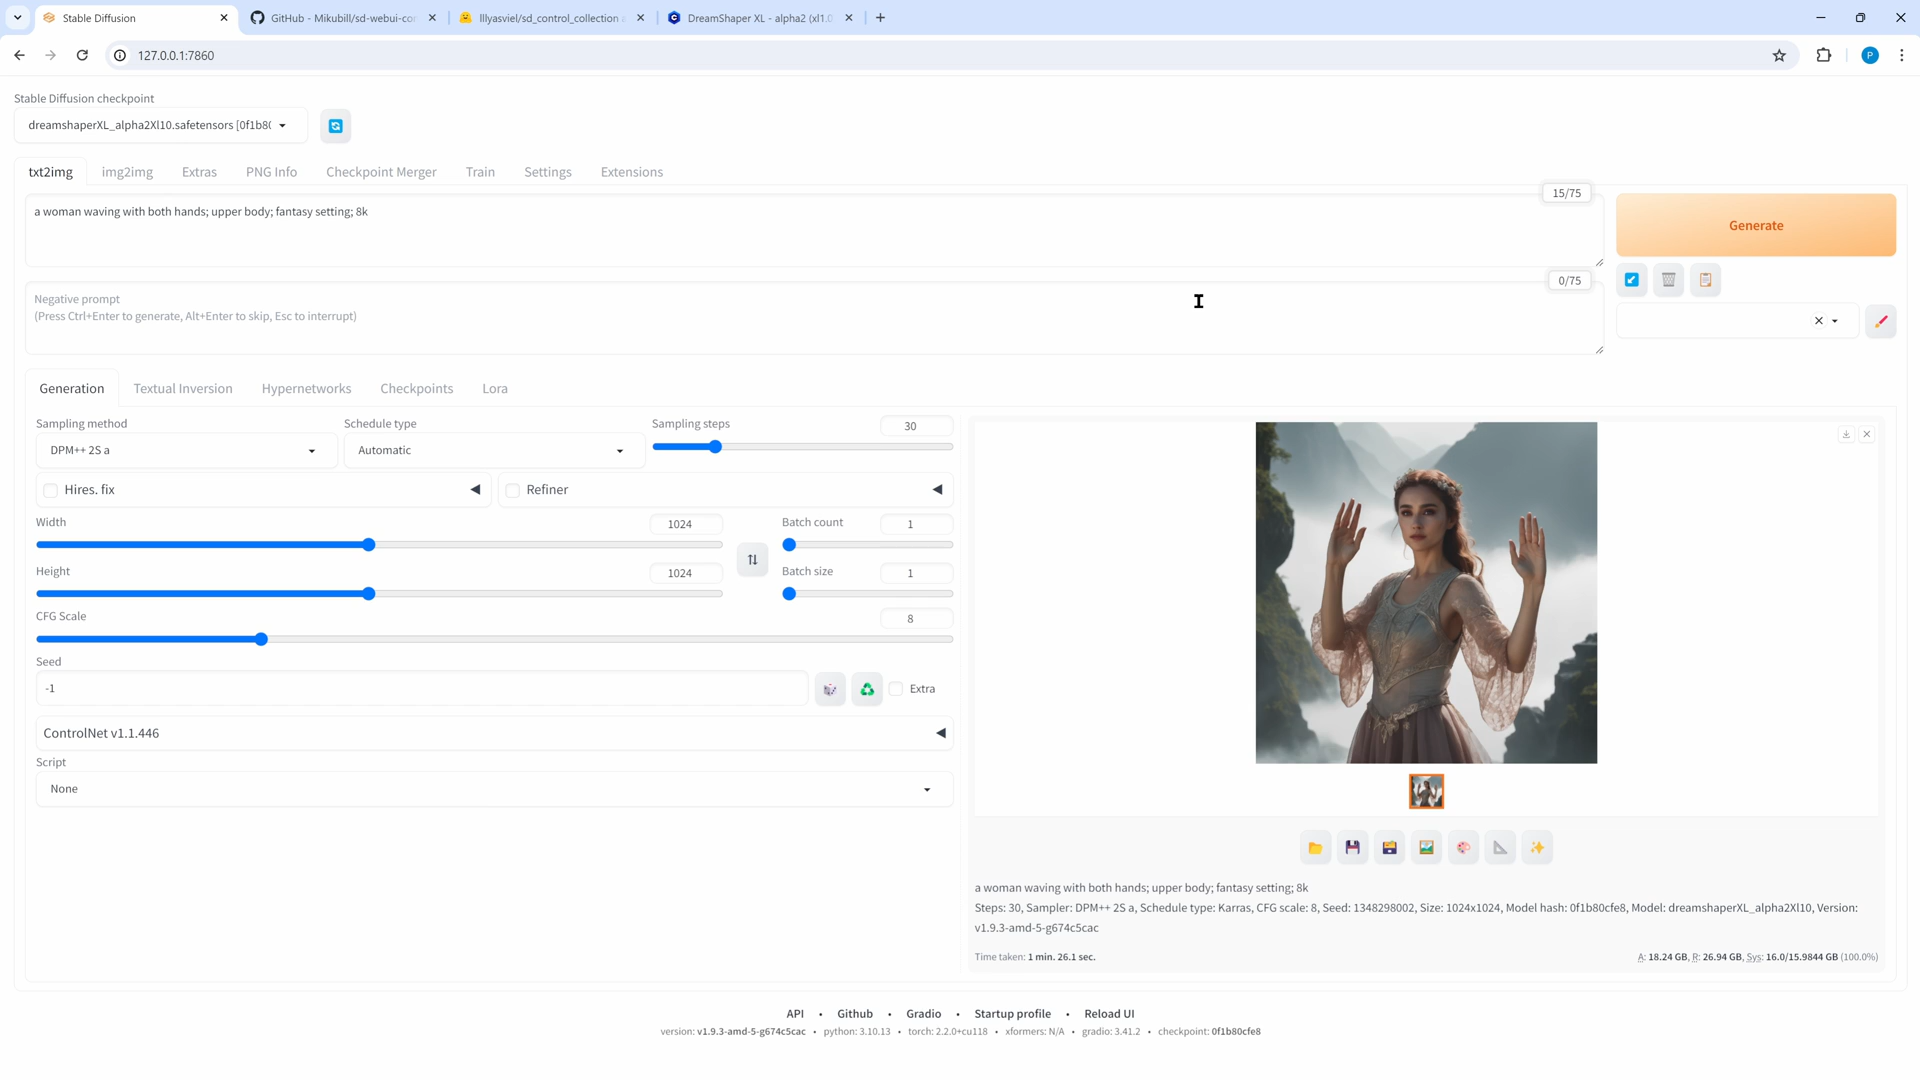 Stable Diffusion
GitHub - Mikubill/sd-webui-co
lllyasviel/sd_control_collection
DreamShaper XL - alpha2 (xl1.0
127.0.0.1:7860
P
Stable Diffusion checkpoint
dreamshaperXL_alpha2Xl10.safetensors [0f1b80
txt2img
img2img
Extras
PNG Info
Checkpoint Merger
Train
Settings
Extensions
15/75
a woman waving with both hands; upper body; fantasy setting; 8k
Generate
0/75
Negative prompt
(Press Ctrl+Enter to generate, Alt+Enter to skip, Esc to interrupt)
Generation
Textual Inversion
Hypernetworks
Checkpoints
Lora
Sampling method
Schedule type
Sampling steps
30
DPM++ 2S a
Automatic
Hires. fix
Refiner
Width
1024
Batch count
1
Height
1024
Batch size
1
CFG Scale
8
Seed
-1
Extra
ControlNet v1.1.446
Script
None
a woman waving with both hands; upper body; fantasy setting; 8k
Steps: 30, Sampler: DPM++ 2S a, Schedule type: Karras, CFG scale: 8, Seed: 1348298002, Size: 1024x1024, Model hash: 0f1b80cfe8, Model: dreamshaperXL_alpha2Xl10, Version:
v1.9.3-amd-5-g674c5cac
Time taken: 1 min. 26.1 sec.
A: 18.24 GB, R: 26.94 GB, Sys: 16.0/15.9844 GB (100.0%)
API • Github • Gradio • Startup profile • Reload UI
version: v1.9.3-amd-5-g674c5cac • python: 3.10.13 • torch: 2.2.0+cu118 • xformers: N/A • gradio: 3.41.2 • checkpoint: 0f1b80cfe8